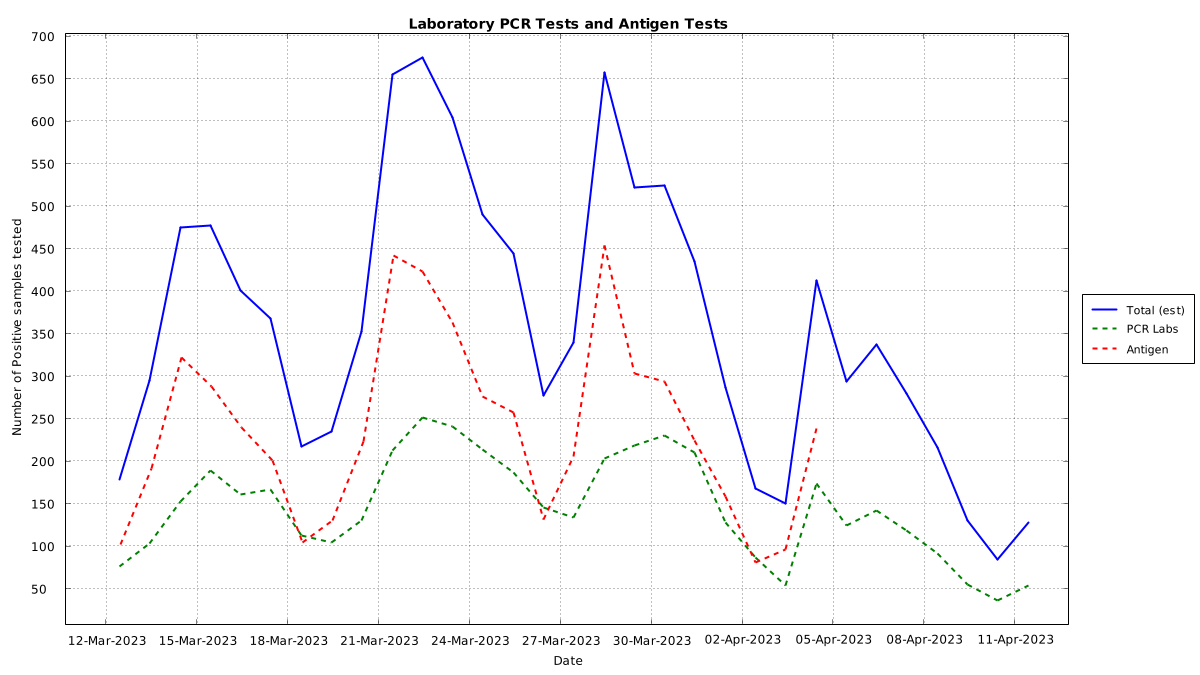 Laboratory PCR Tests and Antigen Tests
700
650
600
550
500
450
400
350
300
250
200
150
100
50
Number of Positive samples tested
12-Mar-2023 15-Mar-2023 18-Mar-2023 21-Mar-2023 24-Mar-2023 27-Mar-2023 30-Mar-2023 02-Apr-2023 05-Apr-2023 08-Apr-2023 11-Apr-2023
Date
Total (est)
PCR Labs
Antigen